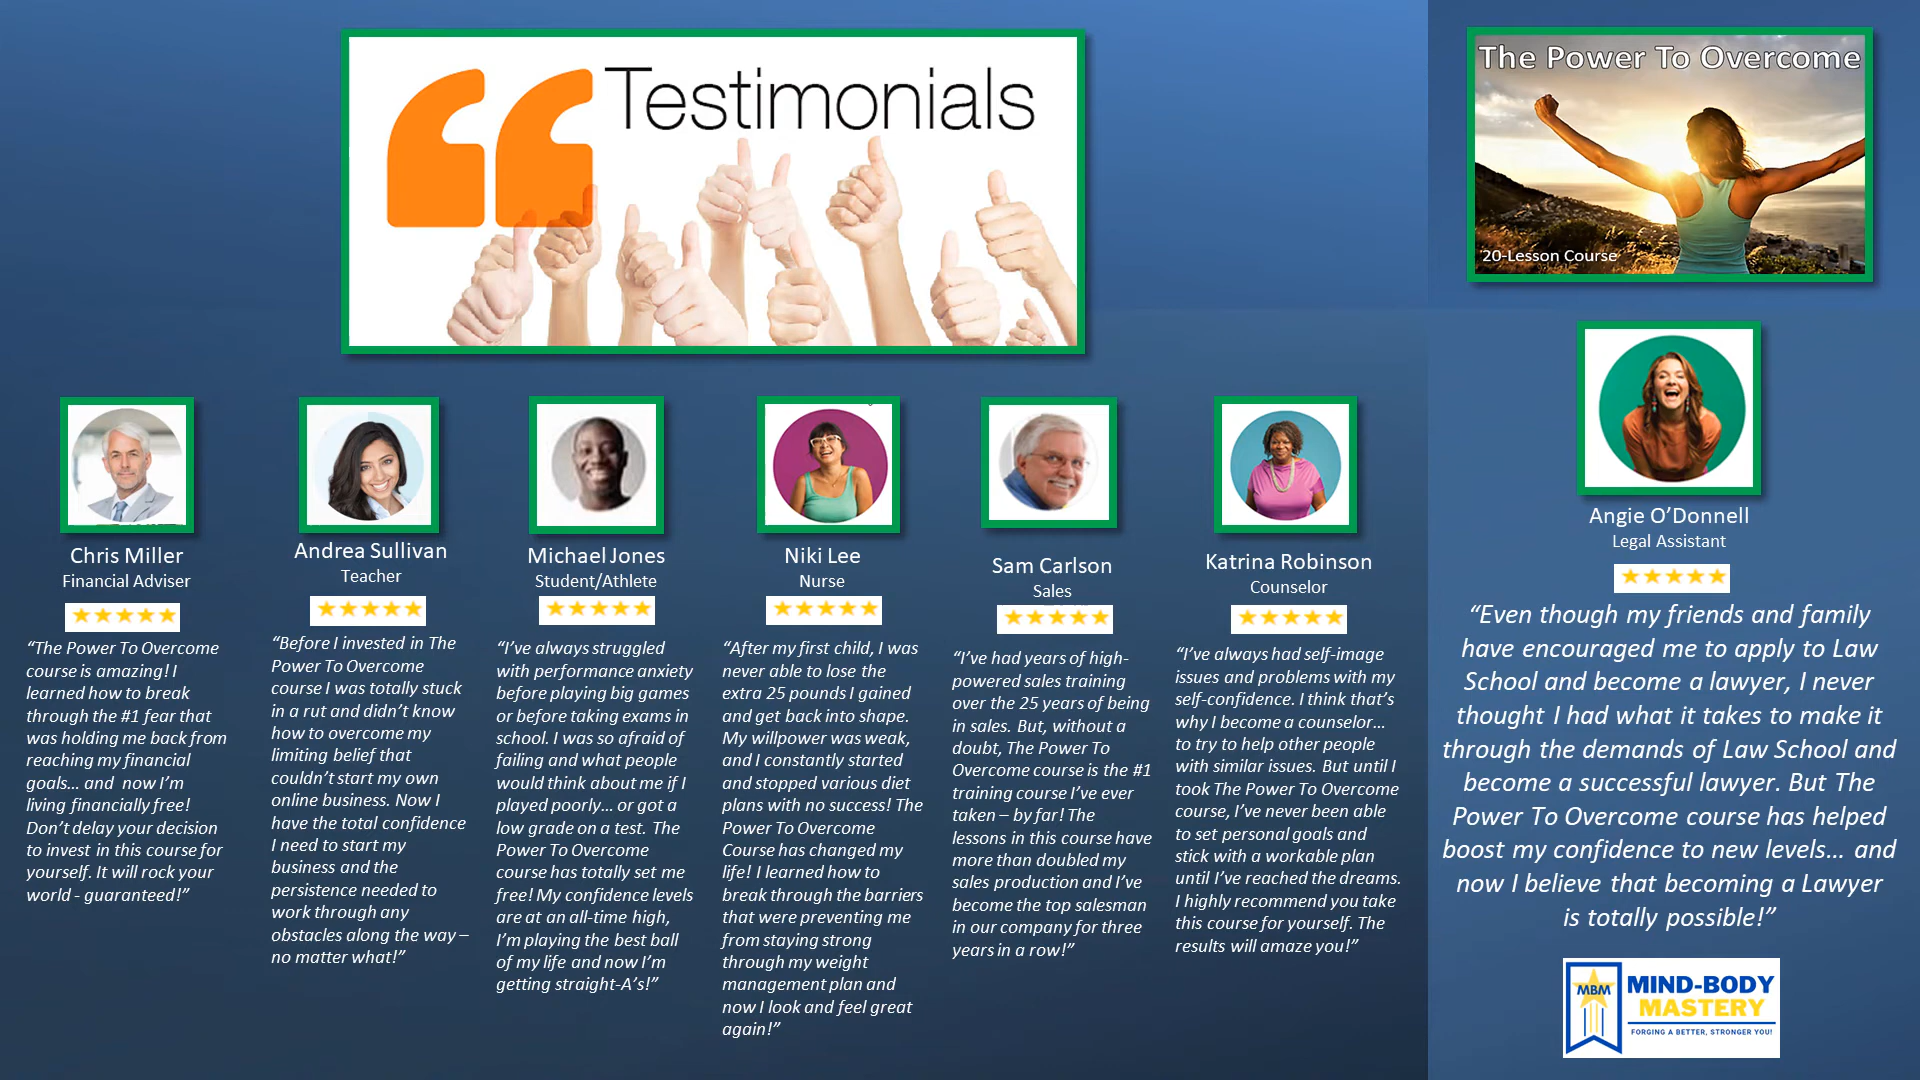 Testimonials
The Power To Overcome
20-Lesson Course
Chris Miller
Financial Adviser
“The Power To Overcome
course is amazing! I
learned how to break
through the #1 fear that
was holding me back from
reaching my financial
goals… and  now I’m
living financially free!
Don’t delay your decision
to invest in this course for
yourself. It will rock your
world - guaranteed!”
Andrea Sullivan
Teacher
“Before I invested in The
Power To Overcome
course I was totally stuck
in a rut and didn’t know
how to overcome my
limiting belief that
couldn’t start my own
online business. Now I
have the total confidence
I need to start my
business and the
persistence needed to
work through any
obstacles along the way –
no matter what!”
Michael Jones
Student/Athlete
“I’ve always struggled
with performance anxiety
before playing big games
or before taking exams in
school. I was so afraid of
failing and what people
would think about me if I
played poorly… or got a
low grade on a test. The
Power To Overcome
course has totally set me
free! My confidence levels
are at an all-time high,
I’m playing the best ball
of my life and now I’m
getting straight-A’s!”
Niki Lee
Nurse
“After my first child, I was
never able to lose the
extra 25 pounds I gained
and get back into shape.
My willpower was weak,
and I constantly started
and stopped various diet
plans with no success! The
Power To Overcome
Course has changed my
life! I learned how to
break through the barriers
that were preventing me
from staying strong
through my weight
management plan and
now I look and feel great
again!”
Sam Carlson
Sales
“I’ve had years of high-
powered sales training
over the 25 years of being
in sales. But, without a
doubt, The Power To
Overcome course is the #1
training course I’ve ever
taken – by far! The
lessons in this course have
more than doubled my
sales production and I’ve
become the top salesman
in our company for three
years in a row!”
Katrina Robinson
Counselor
“I’ve always had self-image
issues and problems with my
self-confidence. I think that’s
why I become a counselor…
to try to help other people
with similar issues. But until I
took The Power To Overcome
course, I’ve never been able
to set personal goals and
stick with a workable plan
until I’ve reached the dreams.
I highly recommend you take
this course for yourself. The
results will amaze you!”
Angie O’Donnell
Legal Assistant
“Even though my friends and family
have encouraged me to apply to Law
School and become a lawyer, I never
thought I had what it takes to make it
through the demands of Law School and
become a successful lawyer. But The
Power To Overcome course has helped
boost my confidence to new levels… and
now I believe that becoming a Lawyer
is totally possible!”
MBM
MIND-BODY
MASTERY
FORGING A BETTER, STRONGER YOU!